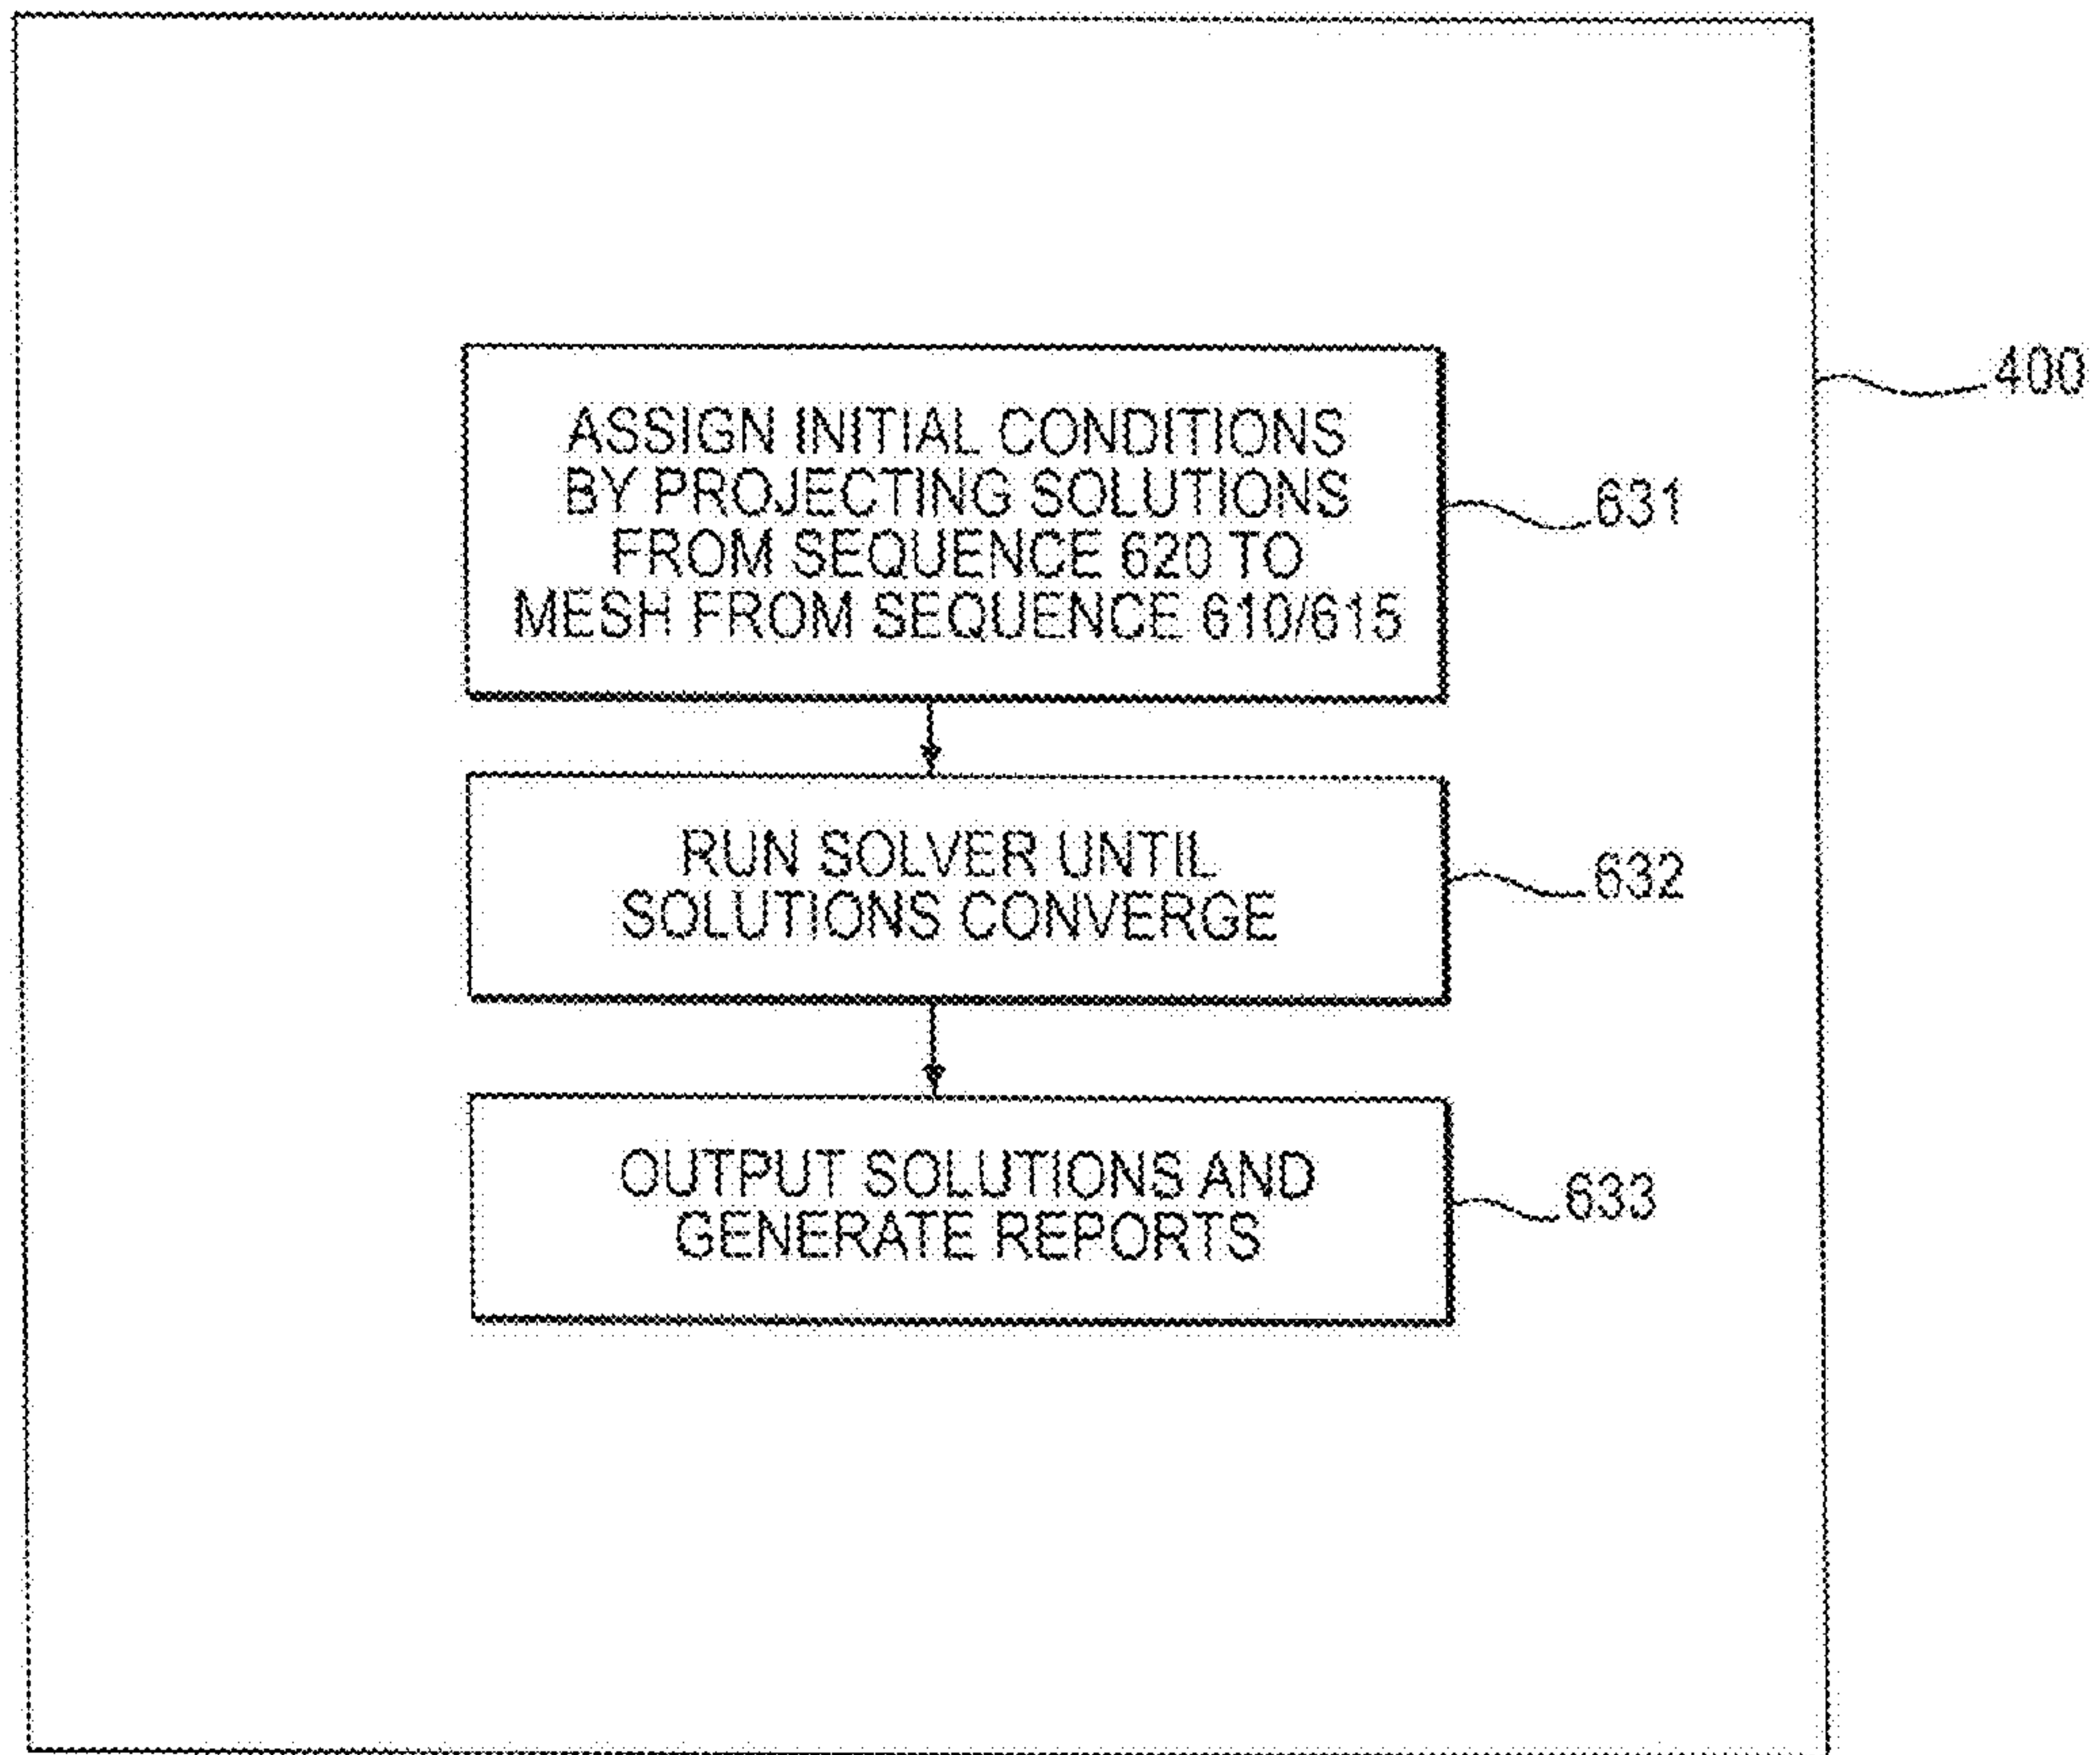 400
ASSIGN INITIAL CONDITIONS
BY PROJECTING SOLUTIONS
FROM SEQUENCE 620 TO
MESH FROM SEQUENCE 610/615
631
RUN SOLVER UNTIL
SOLUTIONS CONVERGE
632
OUTPUT SOLUTIONS AND
GENERATE REPORTS
633